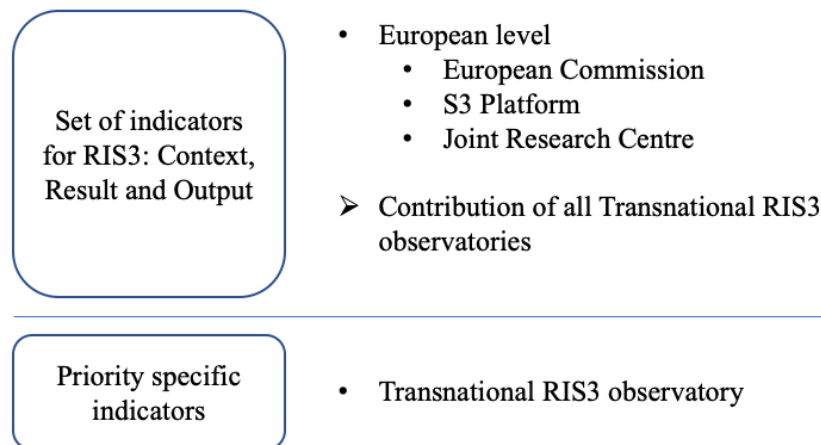 Set of indicators
for RIS3: Context,
Result and Output
• European level
• European Commission
• S3 Platform
• Joint Research Centre
➤ Contribution of all Transnational RIS3
observatories
Priority specific
indicators
• Transnational RIS3 observatory